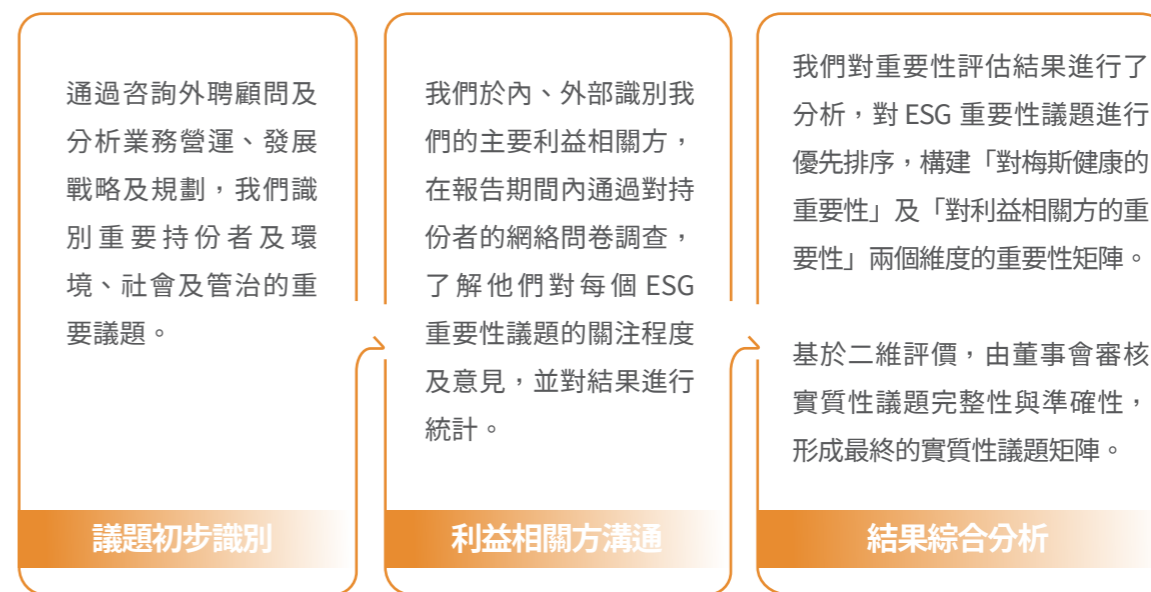 通過咨詢外聘顧問及
分析業務營運、發展
戰略及規劃，我們識
別重要持份者及環
境、社會及管治的重
要議題。
議題初步識別
我們於內、外部識別我
們的主要利益相關方，
在報告期間內通過對持
份者的網絡問卷調查，
了解他們對每個 ESG
重要性議題的關注程度
及意見，並對結果進行
統計。
利益相關方溝通
我們對重要性評估結果進行了
分析，對 ESG 重要性議題進行
優先排序，構建「對梅斯健康的
重要性」及「對利益相關方的重
要性」兩個維度的重要性矩陣。
基於二維評價，由董事會審核
實質性議題完整性與準確性，
形成最終的實質性議題矩陣。
結果綜合分析